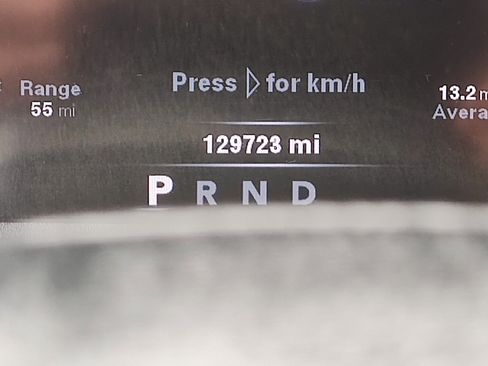 Press ▷ for km/h
Range
55 mi
13.2
Avera
129723 mi
P R N D